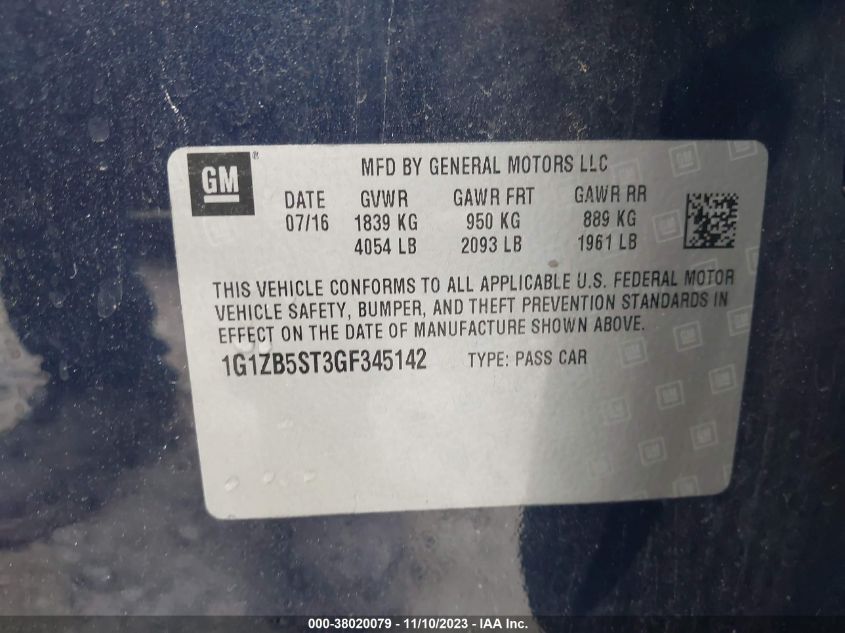 GM ®
MFD BY GENERAL MOTORS LLC
DATE GVWR GAWR FRT GAWR RR
07/16 1839 KG 950 KG 889 KG
4054 LB 2093 LB 1961 LB
THIS VEHICLE CONFORMS TO ALL APPLICABLE U.S. FEDERAL MOTOR
VEHICLE SAFETY, BUMPER, AND THEFT PREVENTION STANDARDS IN
EFFECT ON THE DATE OF MANUFACTURE SHOWN ABOVE.
1G1ZB5ST3GF345142 TYPE: PASS CAR
000-38020079 - 11/10/2023 - IAA Inc.